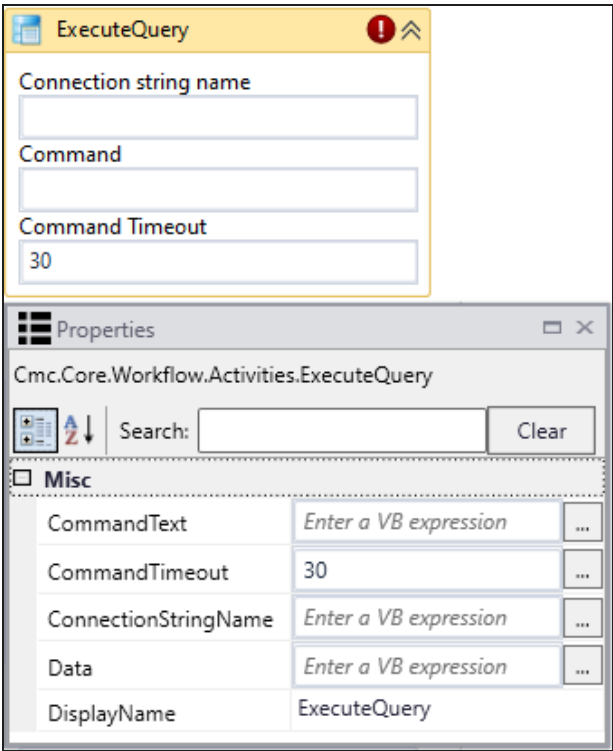 ExecuteQuery
Connection string name
Command
Command Timeout
30
Properties
Cmc.Core.Workflow.Activities.ExecuteQuery
A
Z
Search:
Clear
Misc
CommandText Enter a VB expression ...
CommandTimeout 30 ...
ConnectionStringName Enter a VB expression ...
Data Enter a VB expression ...
DisplayName ExecuteQuery